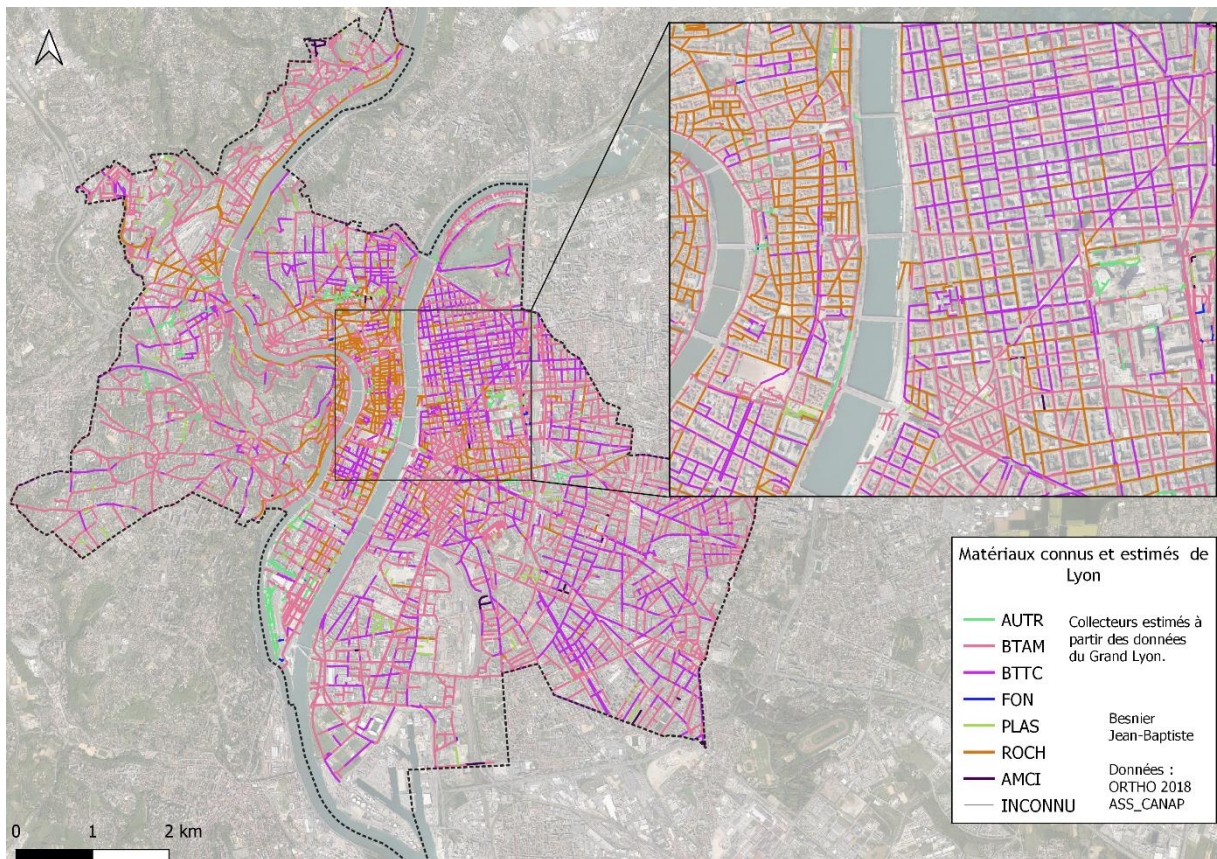 Matériaux connus et estimés de
Lyon
AUTR
BTAM
BTTC
FON
PLAS
ROCH
AMCI
INCONNU
Collecteurs estimés à
partir des données
du Grand Lyon.
Besnier
Jean-Baptiste
Données :
ORTHO 2018
ASS_CANAP
0 1 2 km